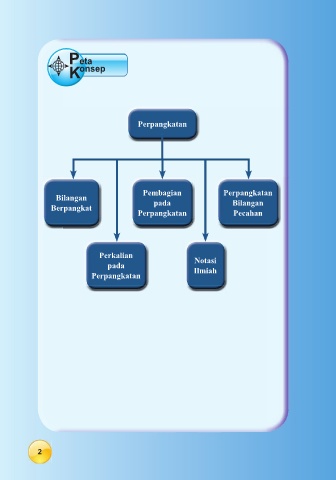 Peta
Konsep
Perpangkatan
Bilangan
Berpangkat
Pembagian
pada
Perpangkatan
Perpangkatan
Bilangan
Pecahan
Perkalian
pada
Perpangkatan
Notasi
Ilmiah
2